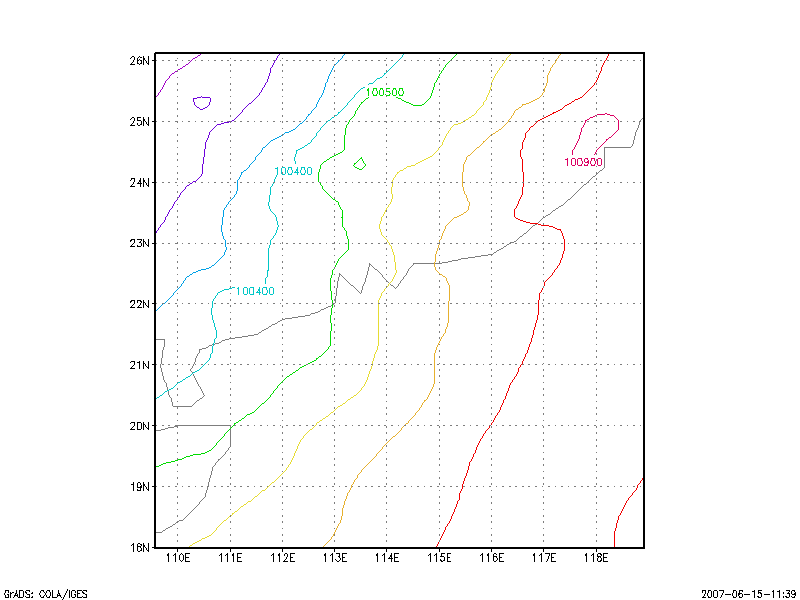 26N
100500
25N
100900
100400
24N
23N
100400
22N
21N
20N
19N
18N
110E 111E 112E 113E 114E 115E 116E 117E 118E
GrADS: COLA/IGES 2007-06-15-11:39